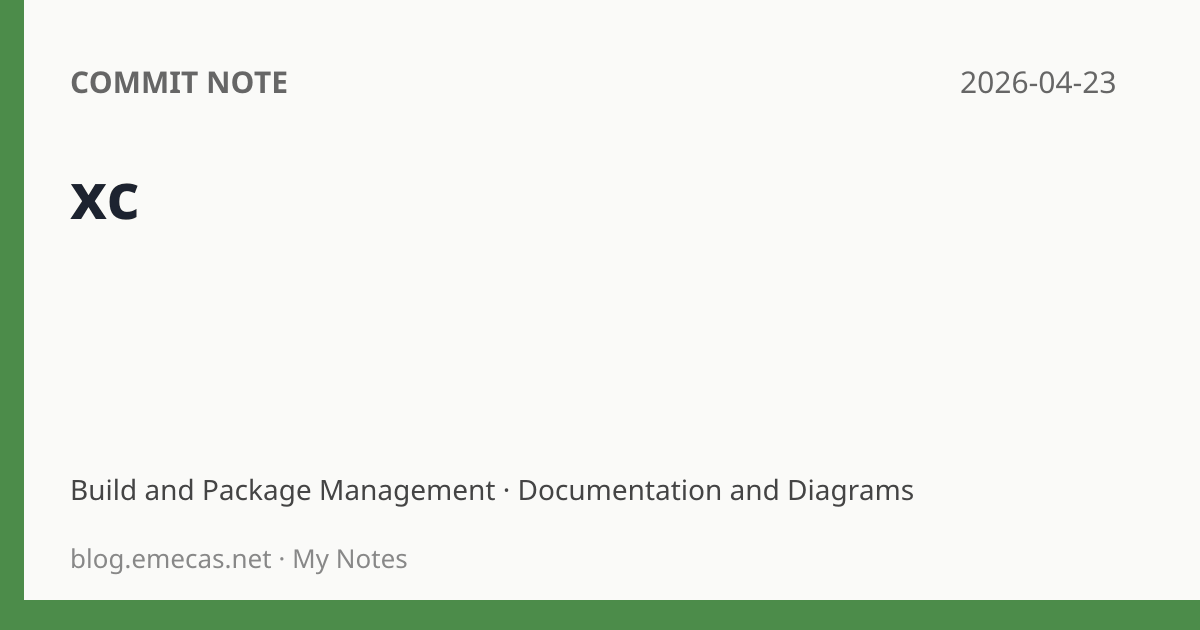 COMMIT NOTE
2026-04-23
xc
Build and Package Management · Documentation and Diagrams
blog.emecas.net · My Notes